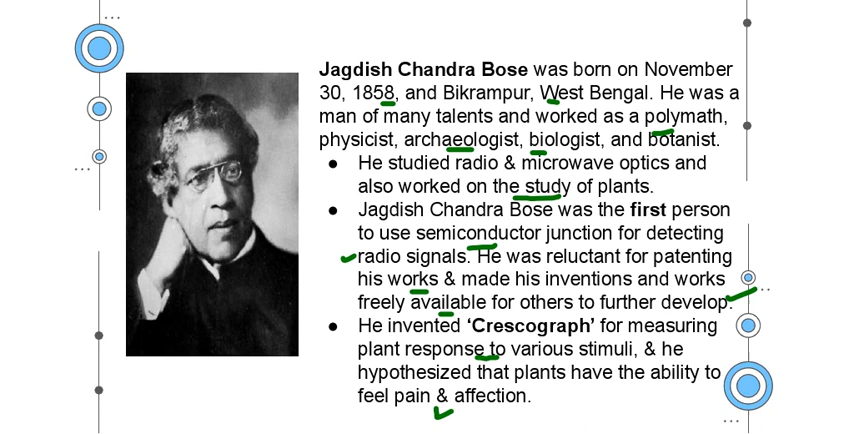 Jagdish Chandra Bose was born on November
30, 1858, and Bikrampur, West Bengal. He was a
man of many talents and worked as a polymath,
physicist, archaeologist, biologist, and botanist.
● He studied radio & microwave optics and
also worked on the study of plants.
● Jagdish Chandra Bose was the first person
to use semiconductor junction for detecting
radio signals. He was reluctant for patenting
his works & made his inventions and works
freely available for others to further develop.
● He invented ‘Crescograph’ for measuring
plant response to various stimuli, & he
hypothesized that plants have the ability to
feel pain & affection.